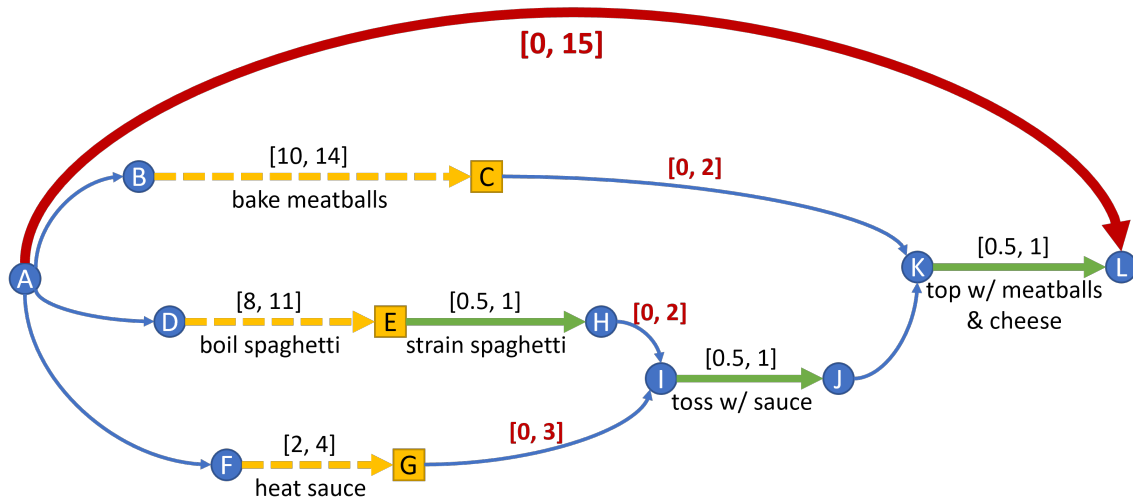 [0, 15]
[10, 14]
B
C
bake meatballs
[0, 2]
A
K
[0.5, 1]
L
top w/ meatballs
& cheese
[8, 11]
D
E
boil spaghetti
[0.5, 1]
strain spaghetti
H
[0, 2]
I
[0.5, 1]
J
toss w/ sauce
[0, 3]
[2, 4]
F
G
heat sauce